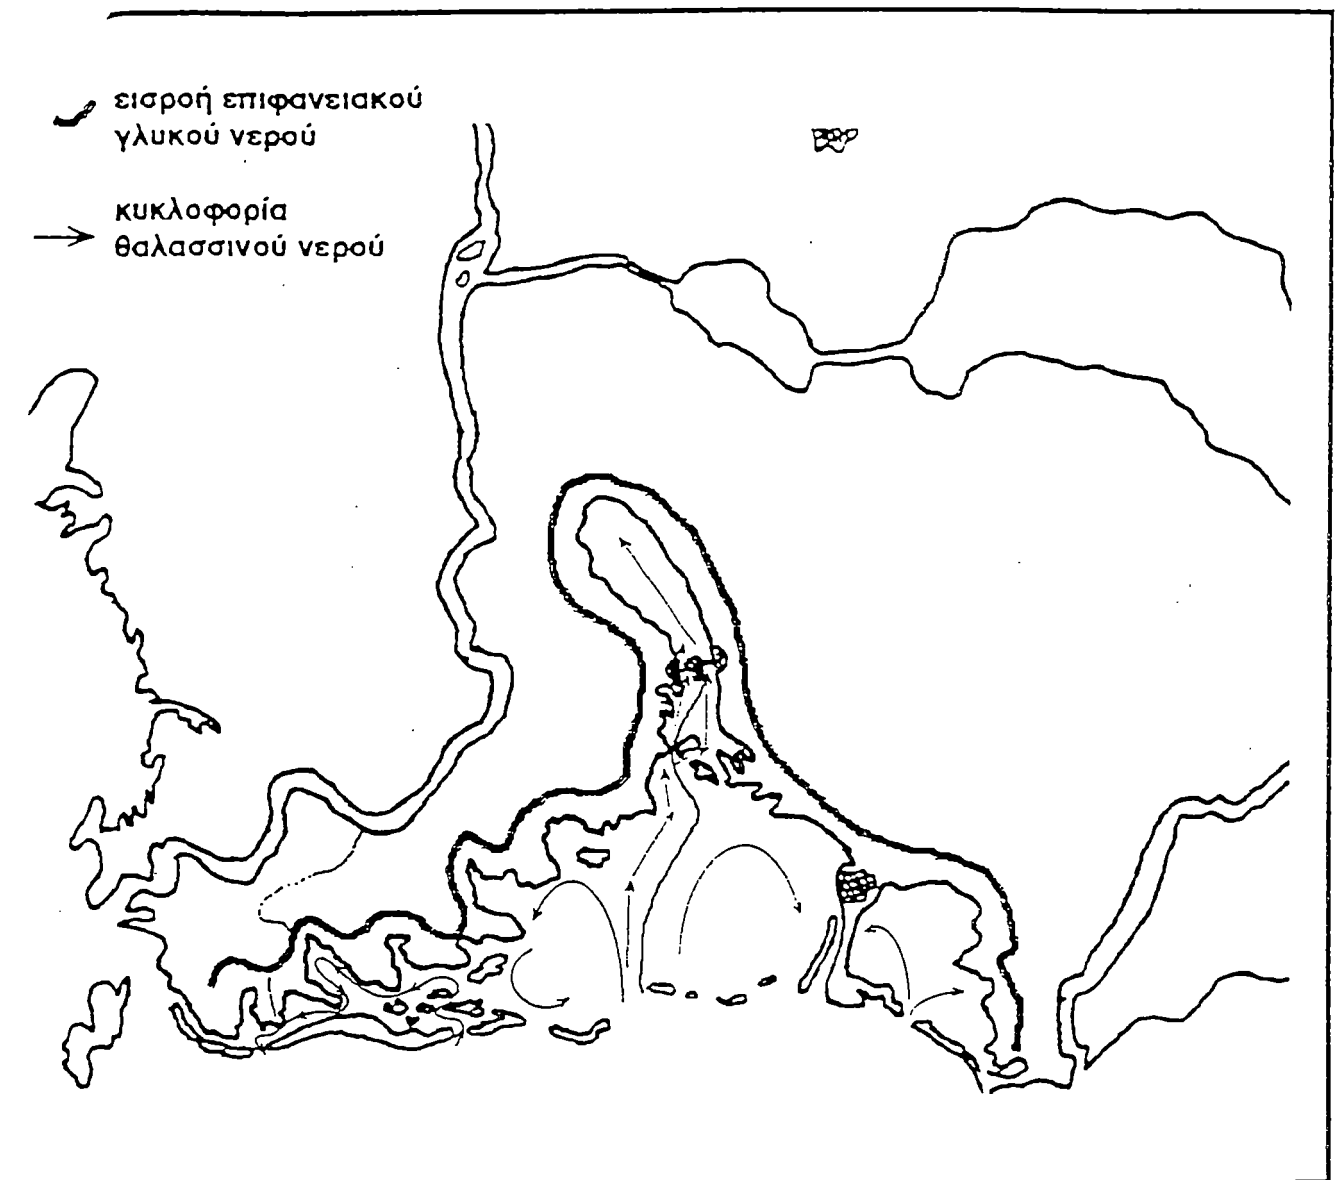 εισροή επιφανειακού
γλυκού νερού
κυκλοφορία
θαλασσινού νερού